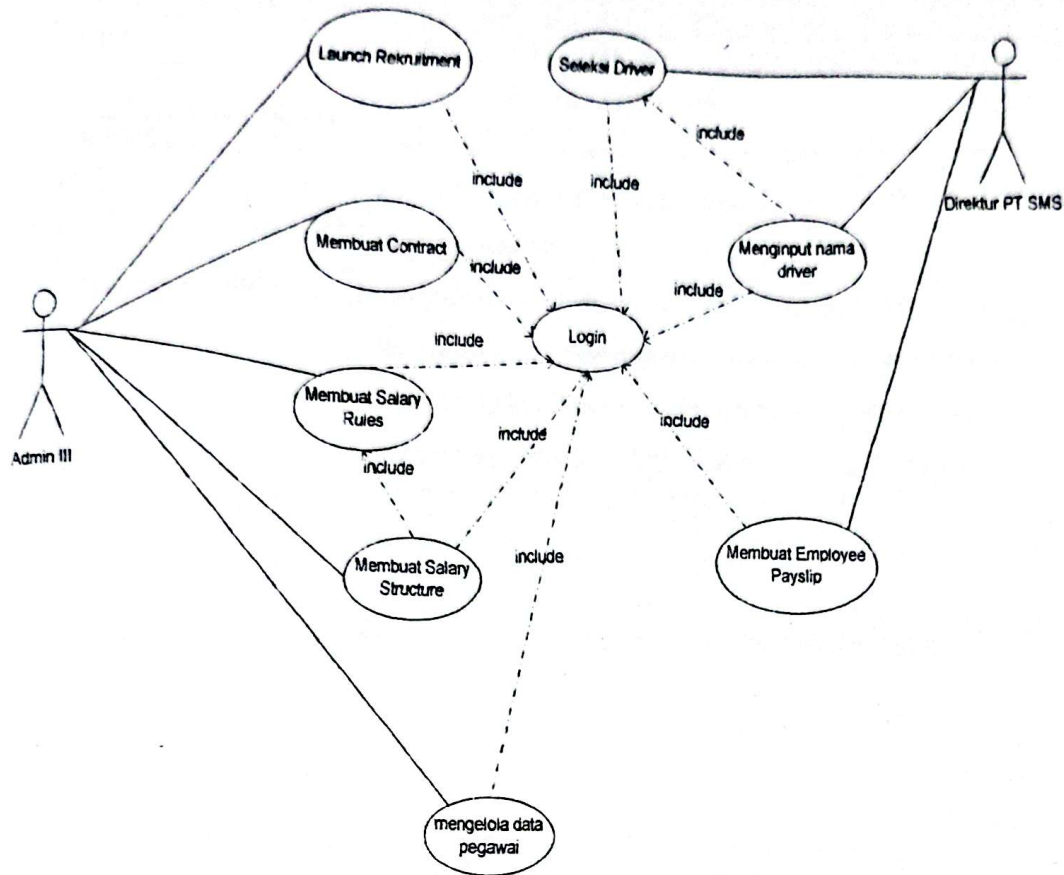 Launch Rekruitment
Seleksi Driver
include
include
include
Direktur PT SMS
Membuat Contract
include
Menginput nama
driver
include
Login
include
Membuat Salary
Rules
include
include
include
Admin III
include
Membuat Salary
Structure
Membuat Employee
Payslip
mengelola data
pegawai